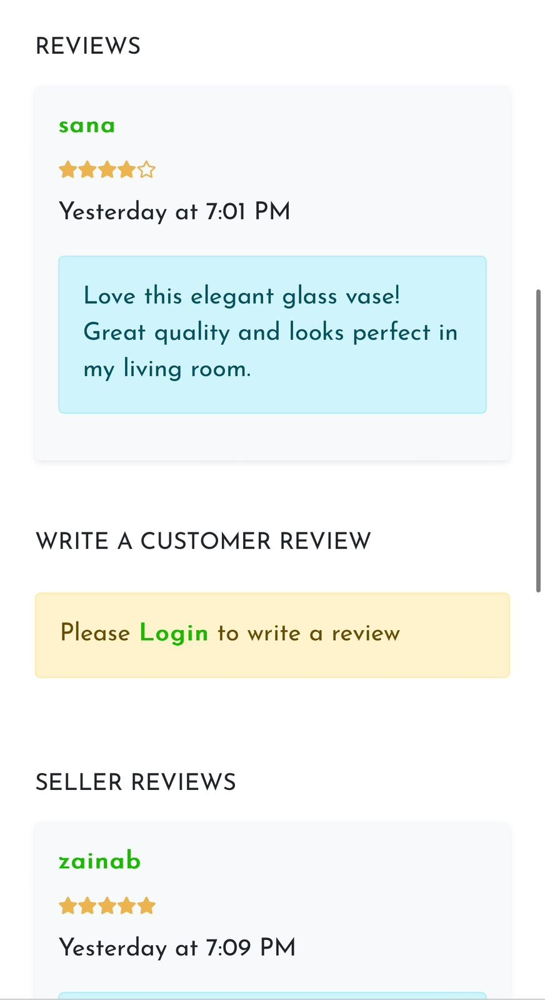 REVIEWS
sana
Yesterday at 7:01 PM
Love this elegant glass vase!
Great quality and looks perfect in
my living room.
WRITE A CUSTOMER REVIEW
Please Login to write a review
SELLER REVIEWS
zainab
Yesterday at 7:09 PM